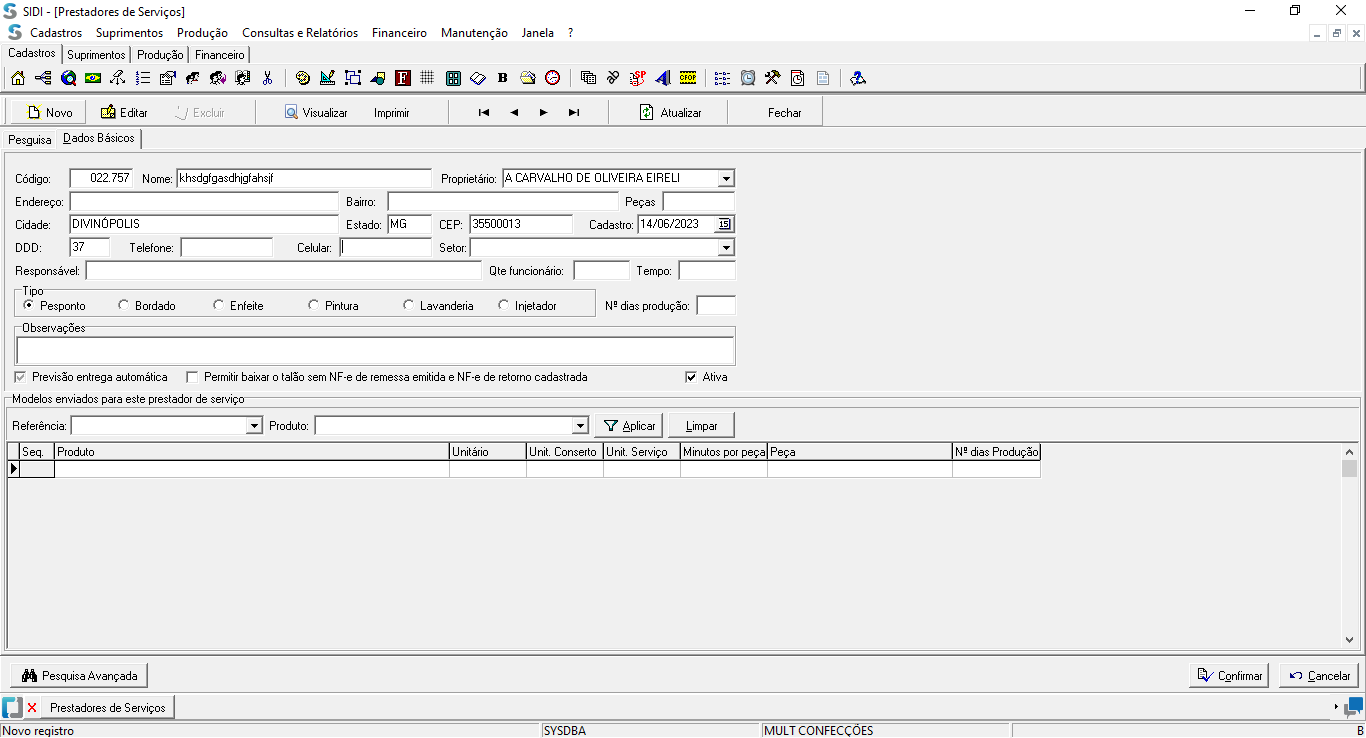 SIDI - [Prestadores de Serviços]
Cadastros Suprimentos Produção Consultas e Relatórios Financeiro Manutenção Janela ?
Cadastros Suprimentos Produção Financeiro
F B SP CFOP
Novo Editar Excluir Visualizar Imprimir Atualizar Fechar
Pesquisa Dados Básicos
Código: 022.757 Nome: khsdgfgasdhjgfahsjf Proprietário: A CARVALHO DE OLIVEIRA EIRELI
Endereço: Bairro: Peças
Cidade: DIVINÓPOLIS Estado: MG CEP: 35500013 Cadastro: 14/06/2023 15
DDD: 37 Telefone: Celular: Setor:
Responsável: Qte funcionário: Tempo:
Tipo
Pesponto Bordado Enfeite Pintura Lavanderia Injetador Nº dias produção:
Observações
Previsão entrega automática Permitir baixar o talão sem NF-e de remessa emitida e NF-e de retorno cadastrada Ativa
Modelos enviados para este prestador de serviço
Referência: Produto: Aplicar Limpar
Seq. Produto Unitário Unit. Conserto Unit. Serviço Minutos por peça Peça Nº dias Produção
Pesquisa Avançada Confirmar Cancelar
Prestadores de Serviços
Novo registro SYSDBA MULT CONFECÇÕES B